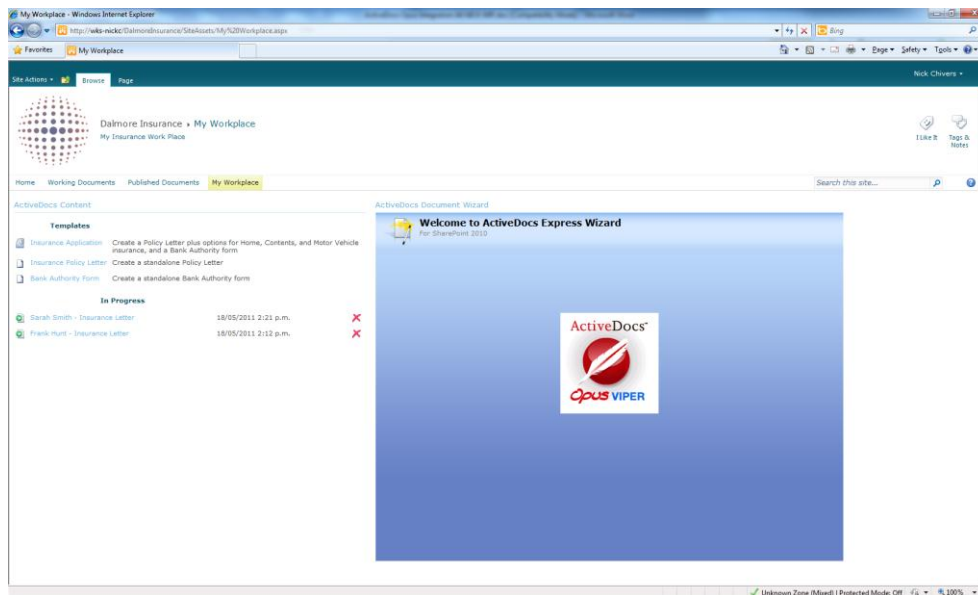 My Workplace - Windows Internet Explorer
http://wks-nickc/DalmoreInsurance/SiteAssets/My%20Workplace.aspx
Bing
Favorites My Workplace
Page Safety Tools
Site Actions Browse Page
Nick Chivers
Dalmore Insurance My Workplace
My Insurance Work Place
I Like It
Tags &
Notes
Home Working Documents Published Documents My Workplace
Search this site...
ActiveDocs Content
Templates
Insurance Application Create a Policy Letter plus options for Home, Contents, and Motor Vehicle
insurance, and a Bank Authority form
Insurance Policy Letter Create a standalone Policy Letter
Bank Authority Form Create a standalone Bank Authority form
In Progress
Sarah Smith - Insurance Letter 18/05/2011 2:21 p.m.
Frank Hunt - Insurance Letter 18/05/2011 2:12 p.m.
ActiveDocs Document Wizard
Welcome to ActiveDocs Express Wizard
For SharePoint 2010
ActiveDocs
Opus VIPER
Unknown Zone (Mixed) | Protected Mode: Off 100%